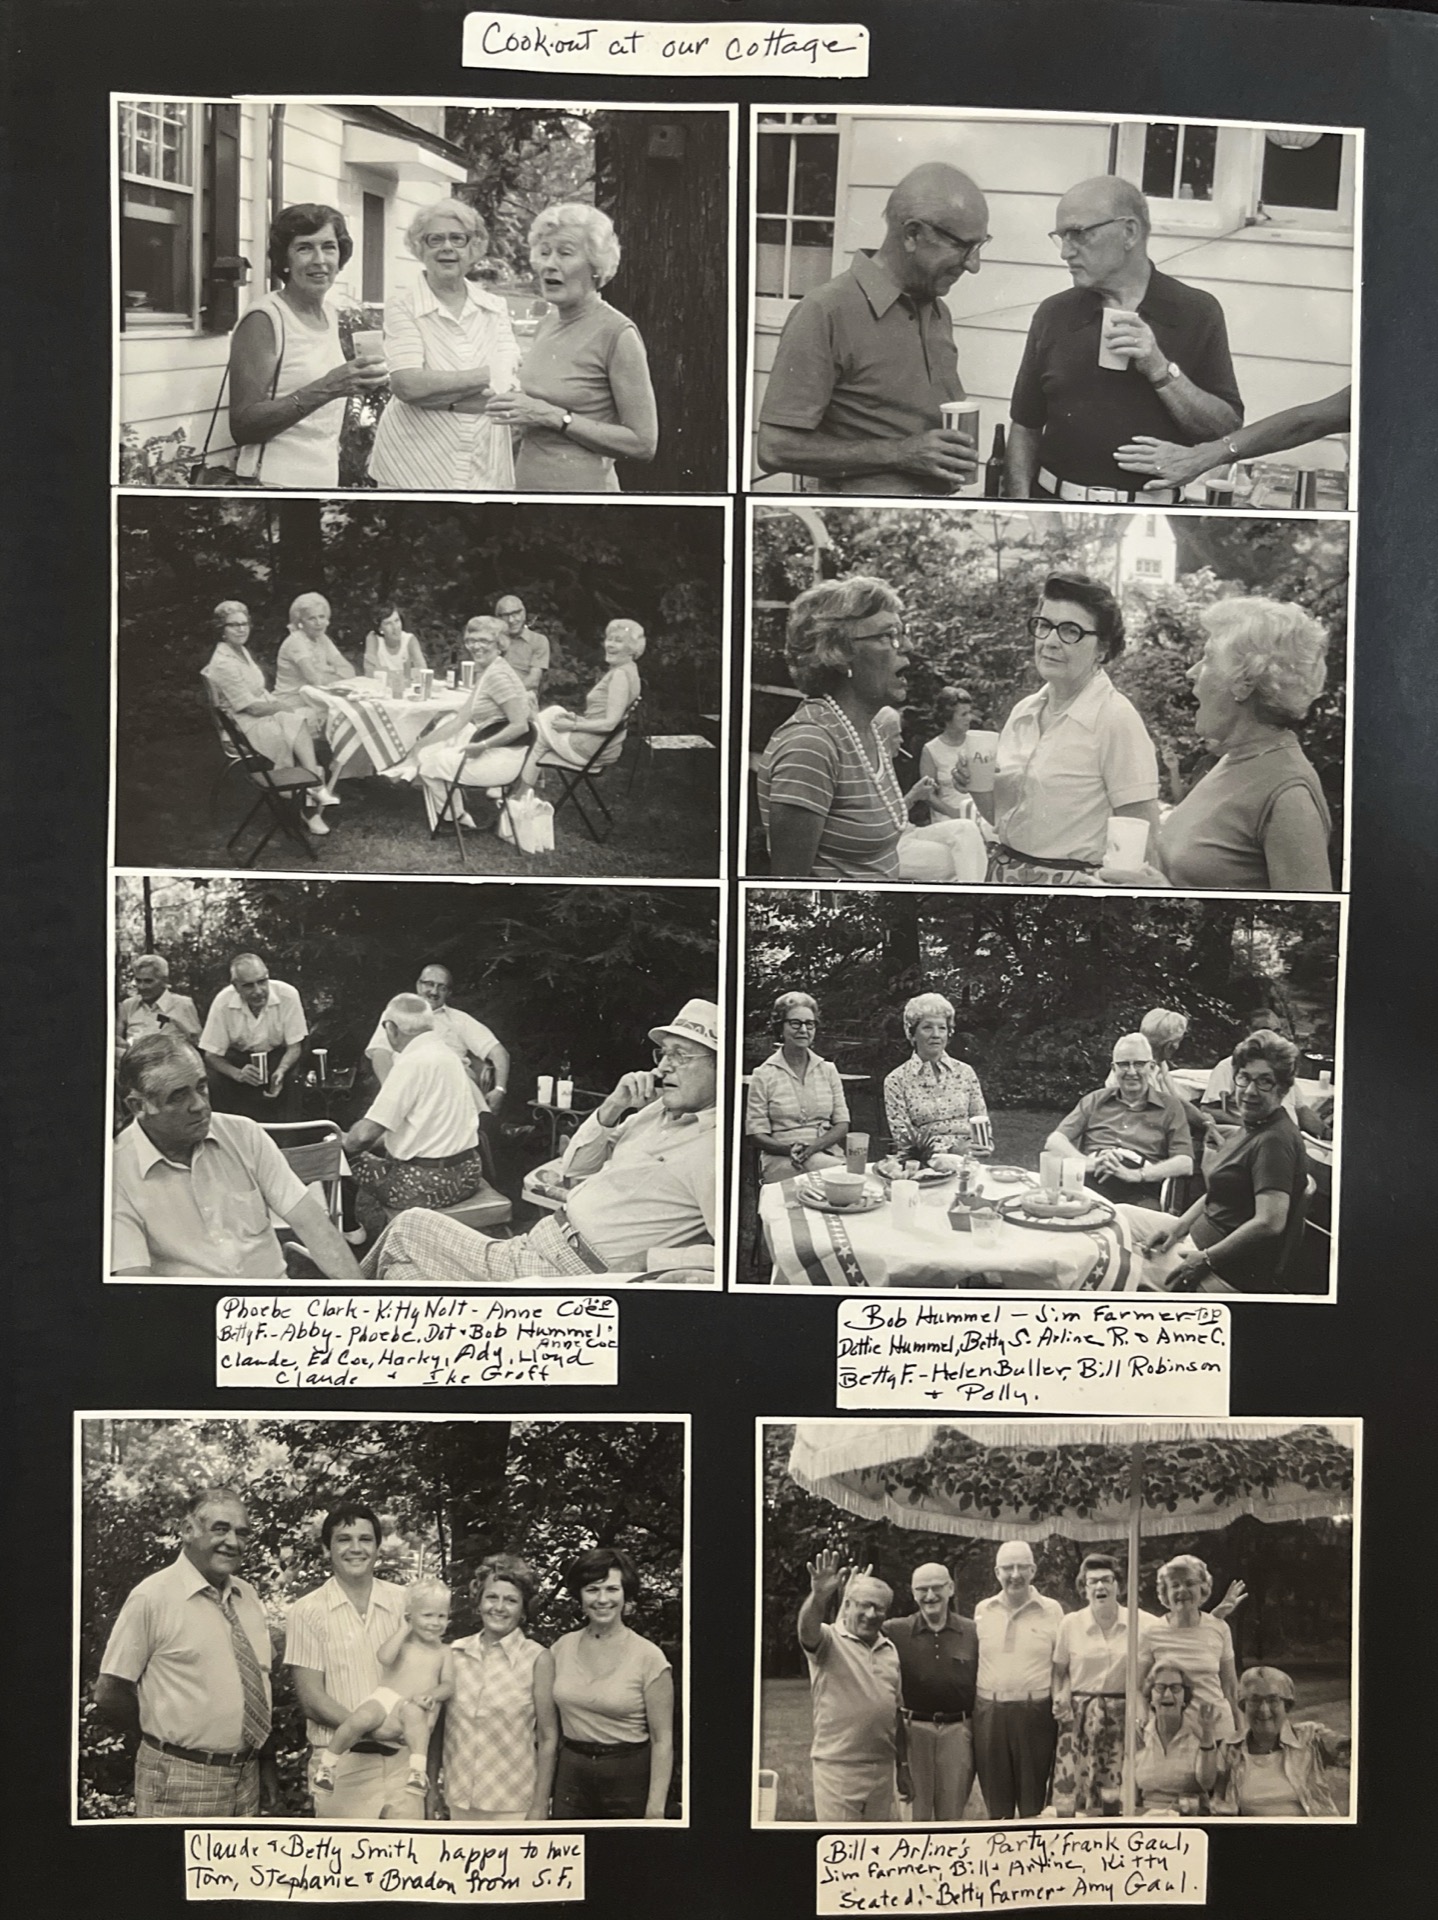 Cook-out at our cottage
Phoebe Clark - Kitty Nolt - Anne Coe Top
Betty F. - Abby - Phoebe, Dot & Bob Hummel,
Anne Coe
Claude, Ed Coe, Harky, Ady, Lloyd
Claude & Ike Groff
Bob Hummel - Jim Farmer - Top
Dottie Hummel, Betty S. Arline R. & Anne C.
Betty F. - Helen Buller, Bill Robinson
+ Polly.
Claude & Betty Smith happy to have
Tom, Stephanie & Bradon from S.F.
Bill & Arline's Party! Frank Gaul,
Jim Farmer, Bill & Arline, Kitty
Seated:- Betty Farmer & Amy Gaul.